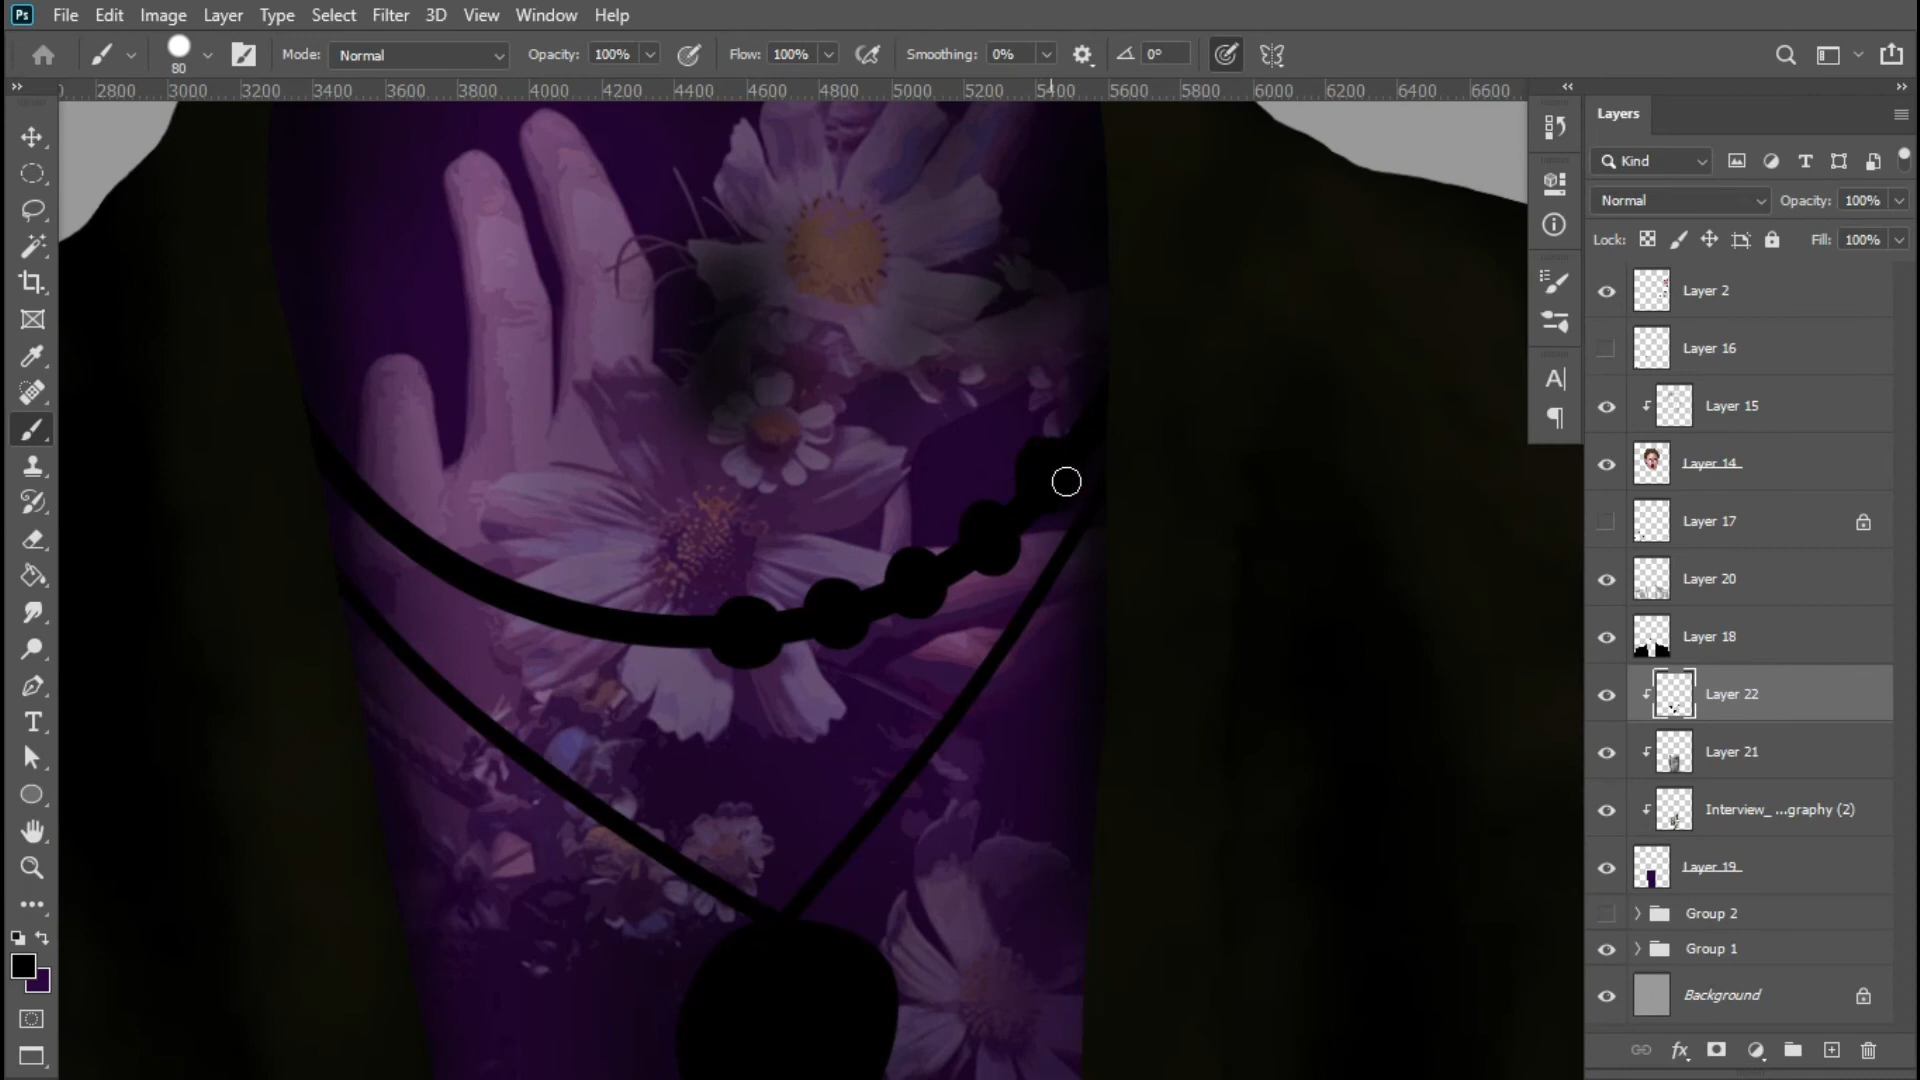 Ps File Edit Image Layer Type Select Filter 3D View Window Help
80 Mode: Normal Opacity: 100% Flow: 100% Smoothing: 0% 0°
2800 3000 3200 3400 3600 3800 4000 4200 4400 4600 4800 5000 5200 5400 5600 5800 6000 6200 6400 6600
Layers
Kind
Normal Opacity: 100%
Lock: Fill: 100%
Layer 2
Layer 16
Layer 15
Layer 14
Layer 17
Layer 20
Layer 18
Layer 22
Layer 21
Interview_ ...graphy (2)
Layer 19
Group 2
Group 1
Background